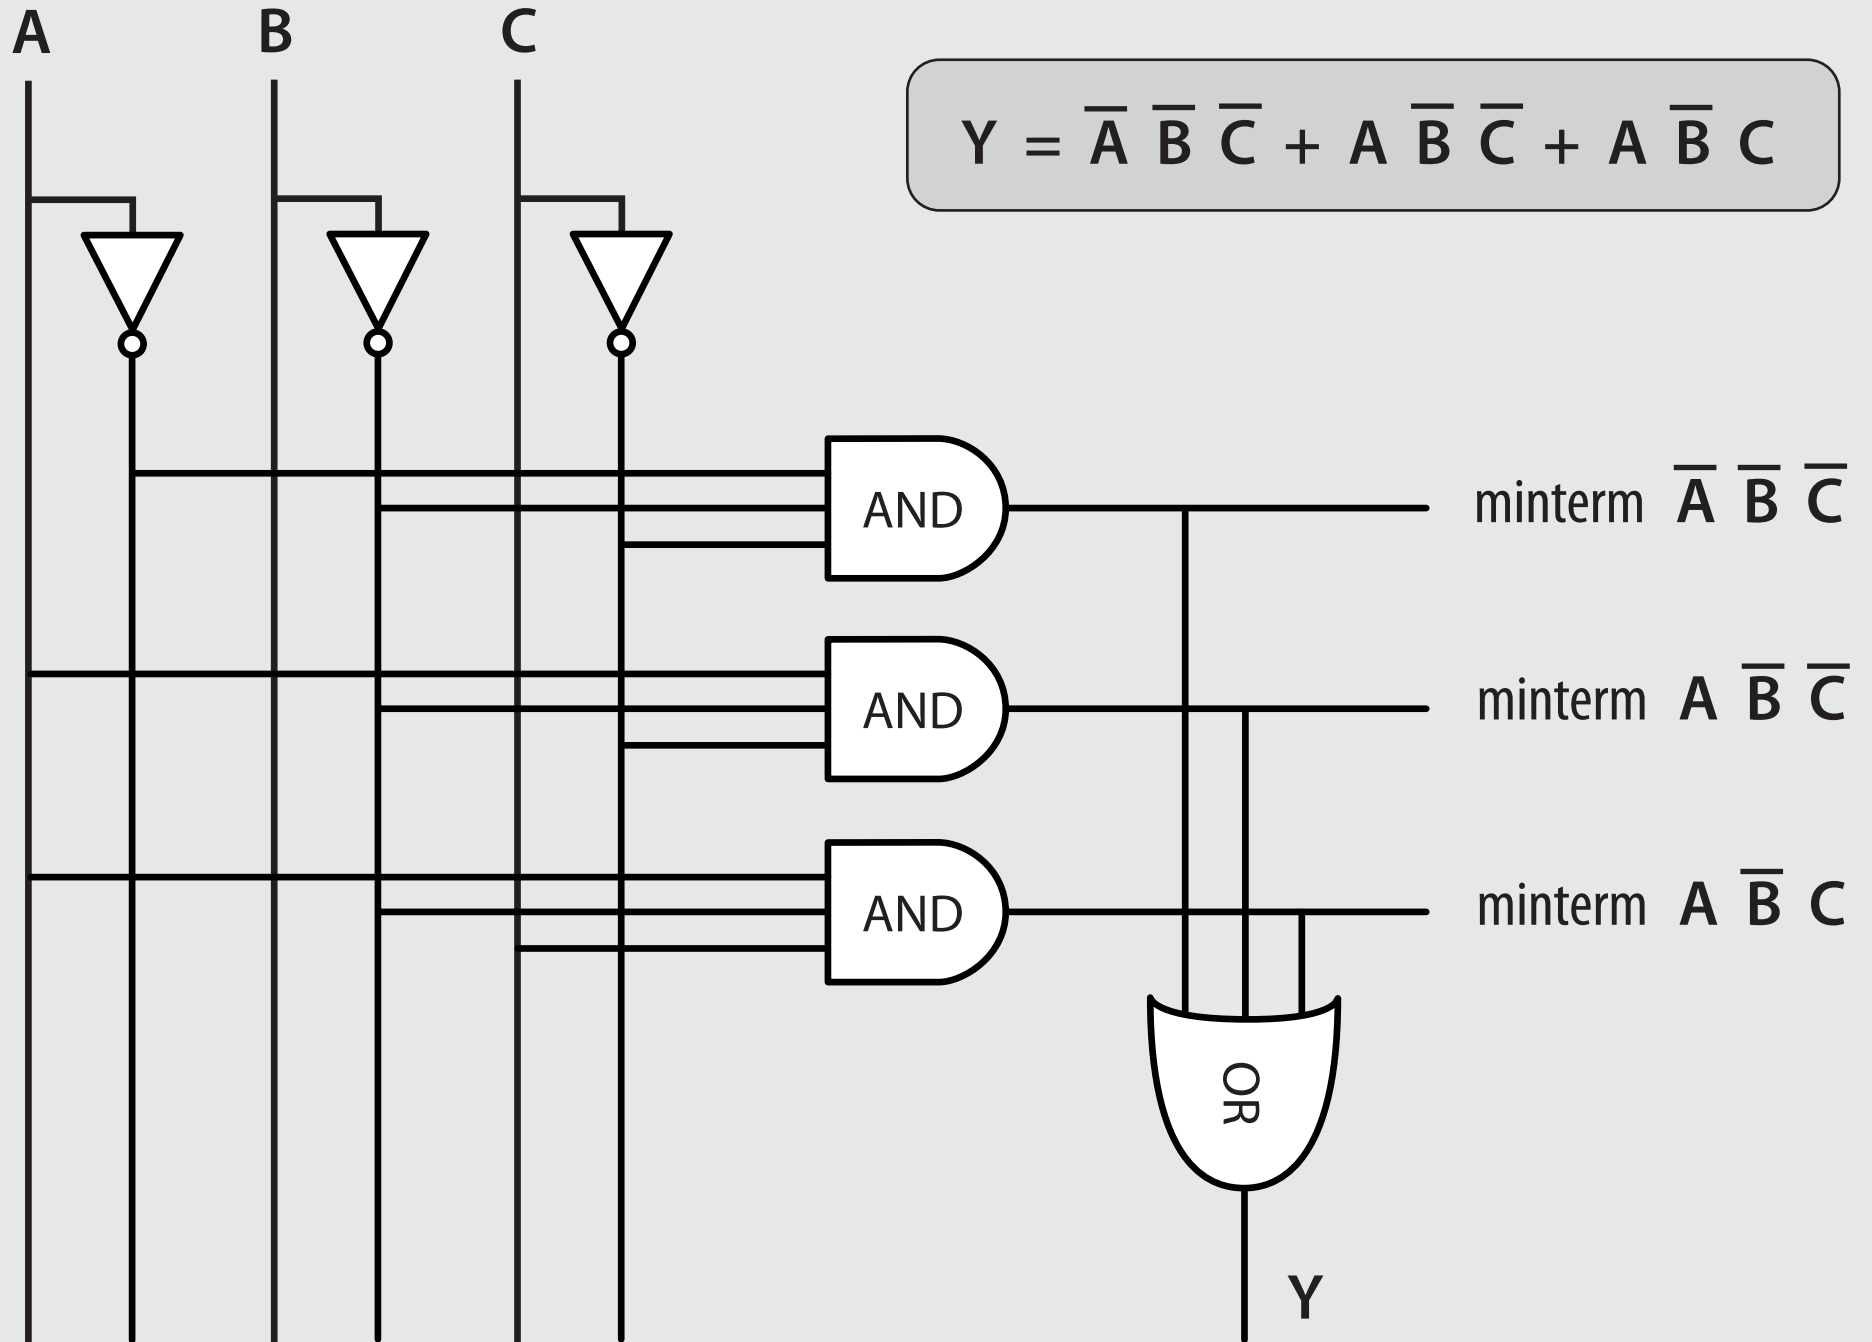 A B C
Y = A̅ B̅ C̅ + A B̅ C̅ + A B̅ C
AND
minterm A̅ B̅ C̅
AND
minterm A B̅ C̅
AND
minterm A B̅ C
OR
Y